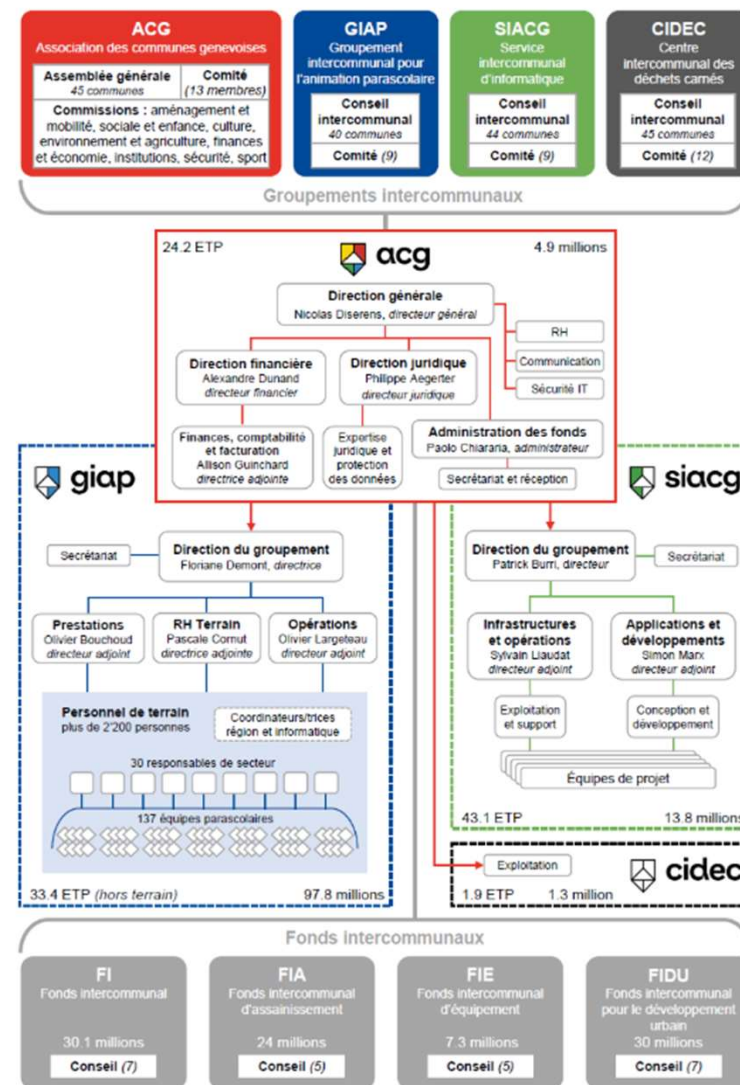 ACG
Association des communes genevoises
Assemblée générale
45 communes
Comité
(13 membres)
Commissions : aménagement et
mobilité, sociale et enfance, culture,
environnement et agriculture, finances
et économie, institutions, sécurité, sport
GIAP
Groupement
intercommunal pour
l'animation parascolaire
Conseil
intercommunal
40 communes
Comité (9)
SIACG
Service
intercommunal
d'informatique
Conseil
intercommunal
44 communes
Comité (9)
CIDEC
Centre
intercommunal des
déchets carnés
Conseil
intercommunal
45 communes
Comité (12)
Groupements intercommunaux
24.2 ETP
acg
4.9 millions
Direction générale
Nicolas Diserens, directeur général
RH
Communication
Sécurité IT
Direction financière
Alexandre Dunand
directeur financier
Direction juridique
Philippe Aegerter
directeur juridique
Finances, comptabilité
et facturation
Allison Guinchard
directrice adjointe
Expertise
juridique et
protection
des données
Administration des fonds
Paolo Chiararia, administrateur
Secrétariat et réception
giap
Secrétariat
Direction du groupement
Floriane Demont, directrice
Prestations
Olivier Bouchoud
directeur adjoint
RH Terrain
Pascale Cornut
directrice adjointe
Opérations
Olivier Largeteau
directeur adjoint
Personnel de terrain
plus de 2'200 personnes
Coordinateurs/trices
région et informatique
30 responsables de secteur
137 équipes parascolaires
33.4 ETP (hors terrain)
97.8 millions
siacg
Direction du groupement
Patrick Burri, directeur
Secrétariat
Infrastructures
et opérations
Sylvain Liaudat
directeur adjoint
Applications et
développements
Simon Marx
directeur adjoint
Exploitation
et support
Conception et
développement
Équipes de projet
43.1 ETP
13.8 millions
Exploitation
cidec
1.9 ETP
1.3 million
Fonds intercommunaux
FI
Fonds intercommunal
30.1 millions
Conseil (7)
FIA
Fonds intercommunal
d'assainissement
24 millions
Conseil (5)
FIE
Fonds intercommunal
d'équipement
7.3 millions
Conseil (5)
FIDU
Fonds intercommunal
pour le développement
urbain
30 millions
Conseil (7)